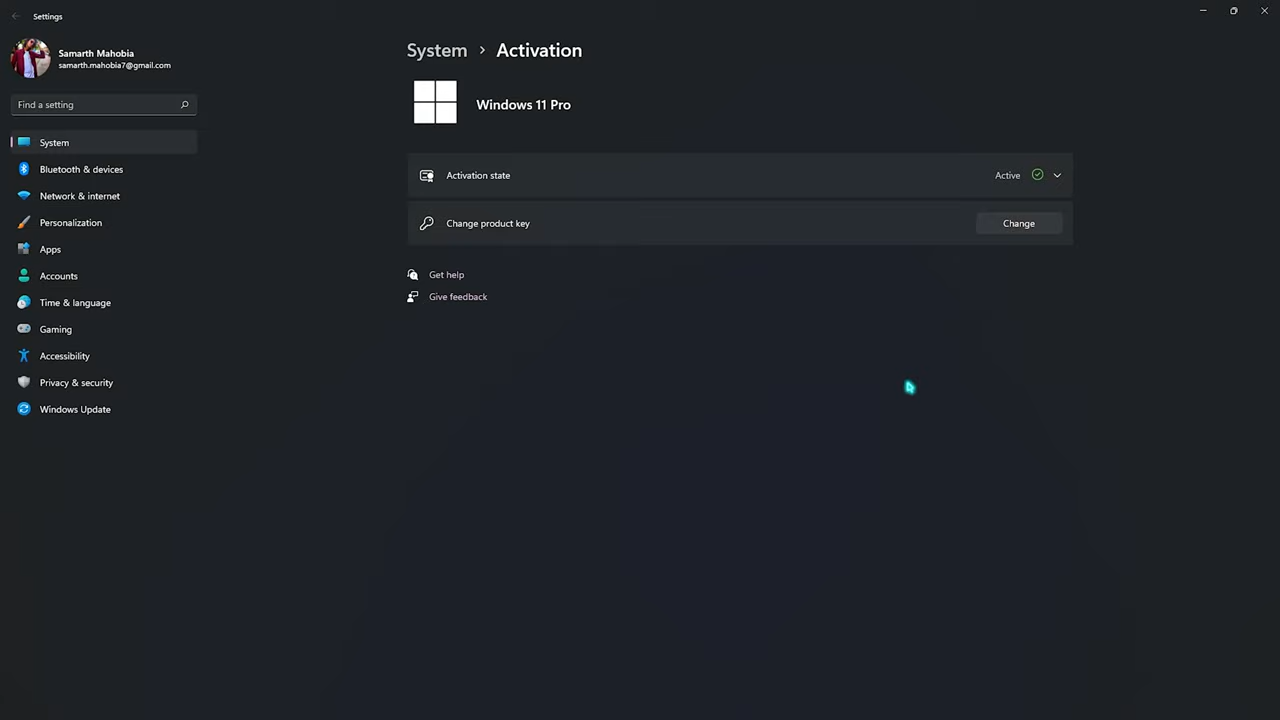 Settings
Samarth Mahobia
samarth.mahobia7@gmail.com
Find a setting
System
Bluetooth & devices
Network & internet
Personalization
Apps
Accounts
Time & language
Gaming
Accessibility
Privacy & security
Windows Update
System > Activation
Windows 11 Pro
Activation state Active
Change product key Change
Get help
Give feedback